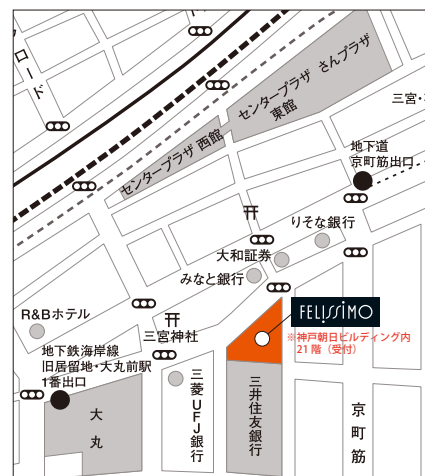 クロード
センタープラザ さんプラザ
東館
センタープラザ 西館
三宮・
地下道
京町筋出口
りそな銀行
大和証券
みなと銀行
R&Bホテル
三宮神社
FELISSIMO
※神戸朝日ビルディング内
21階(受付)
地下鉄海岸線
旧居留地・大丸前駅
1番出口
大丸
三菱UFJ銀行
三井住友銀行
京町筋